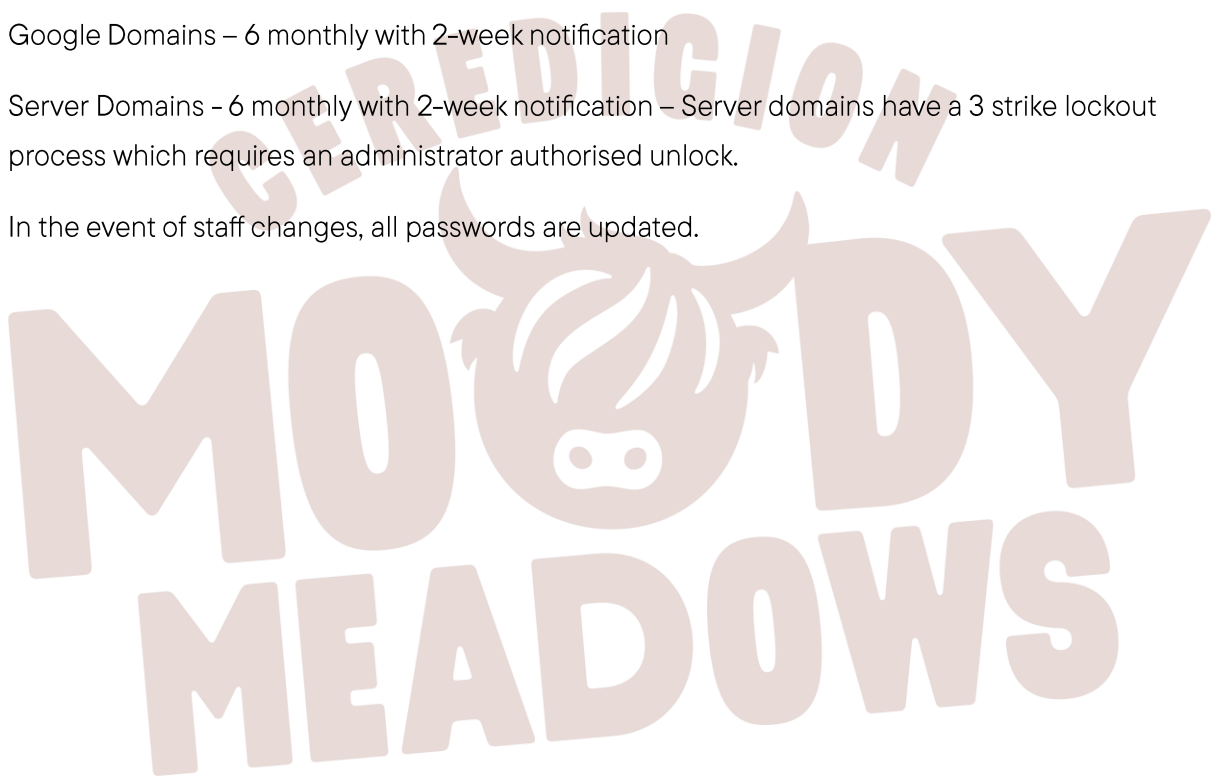 Google Domains – 6 monthly with 2-week notification
Server Domains - 6 monthly with 2-week notification – Server domains have a 3 strike lockout
process which requires an administrator authorised unlock.
In the event of staff changes, all passwords are updated.
CEREDIGION
MOODY
MEADOWS